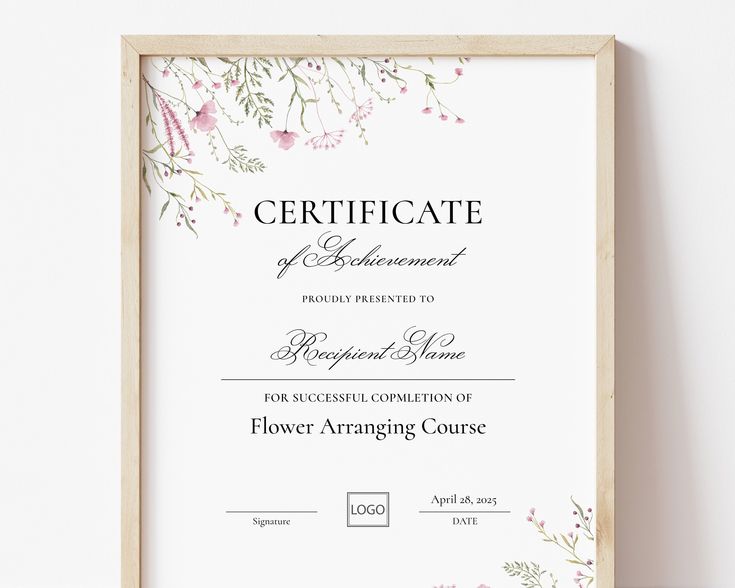 CERTIFICATE
of Achievement
PROUDLY PRESENTED TO
Recipient Name
FOR SUCCESSFUL COPMLETION OF
Flower Arranging Course
April 28, 2025
LOGO
Signature
DATE